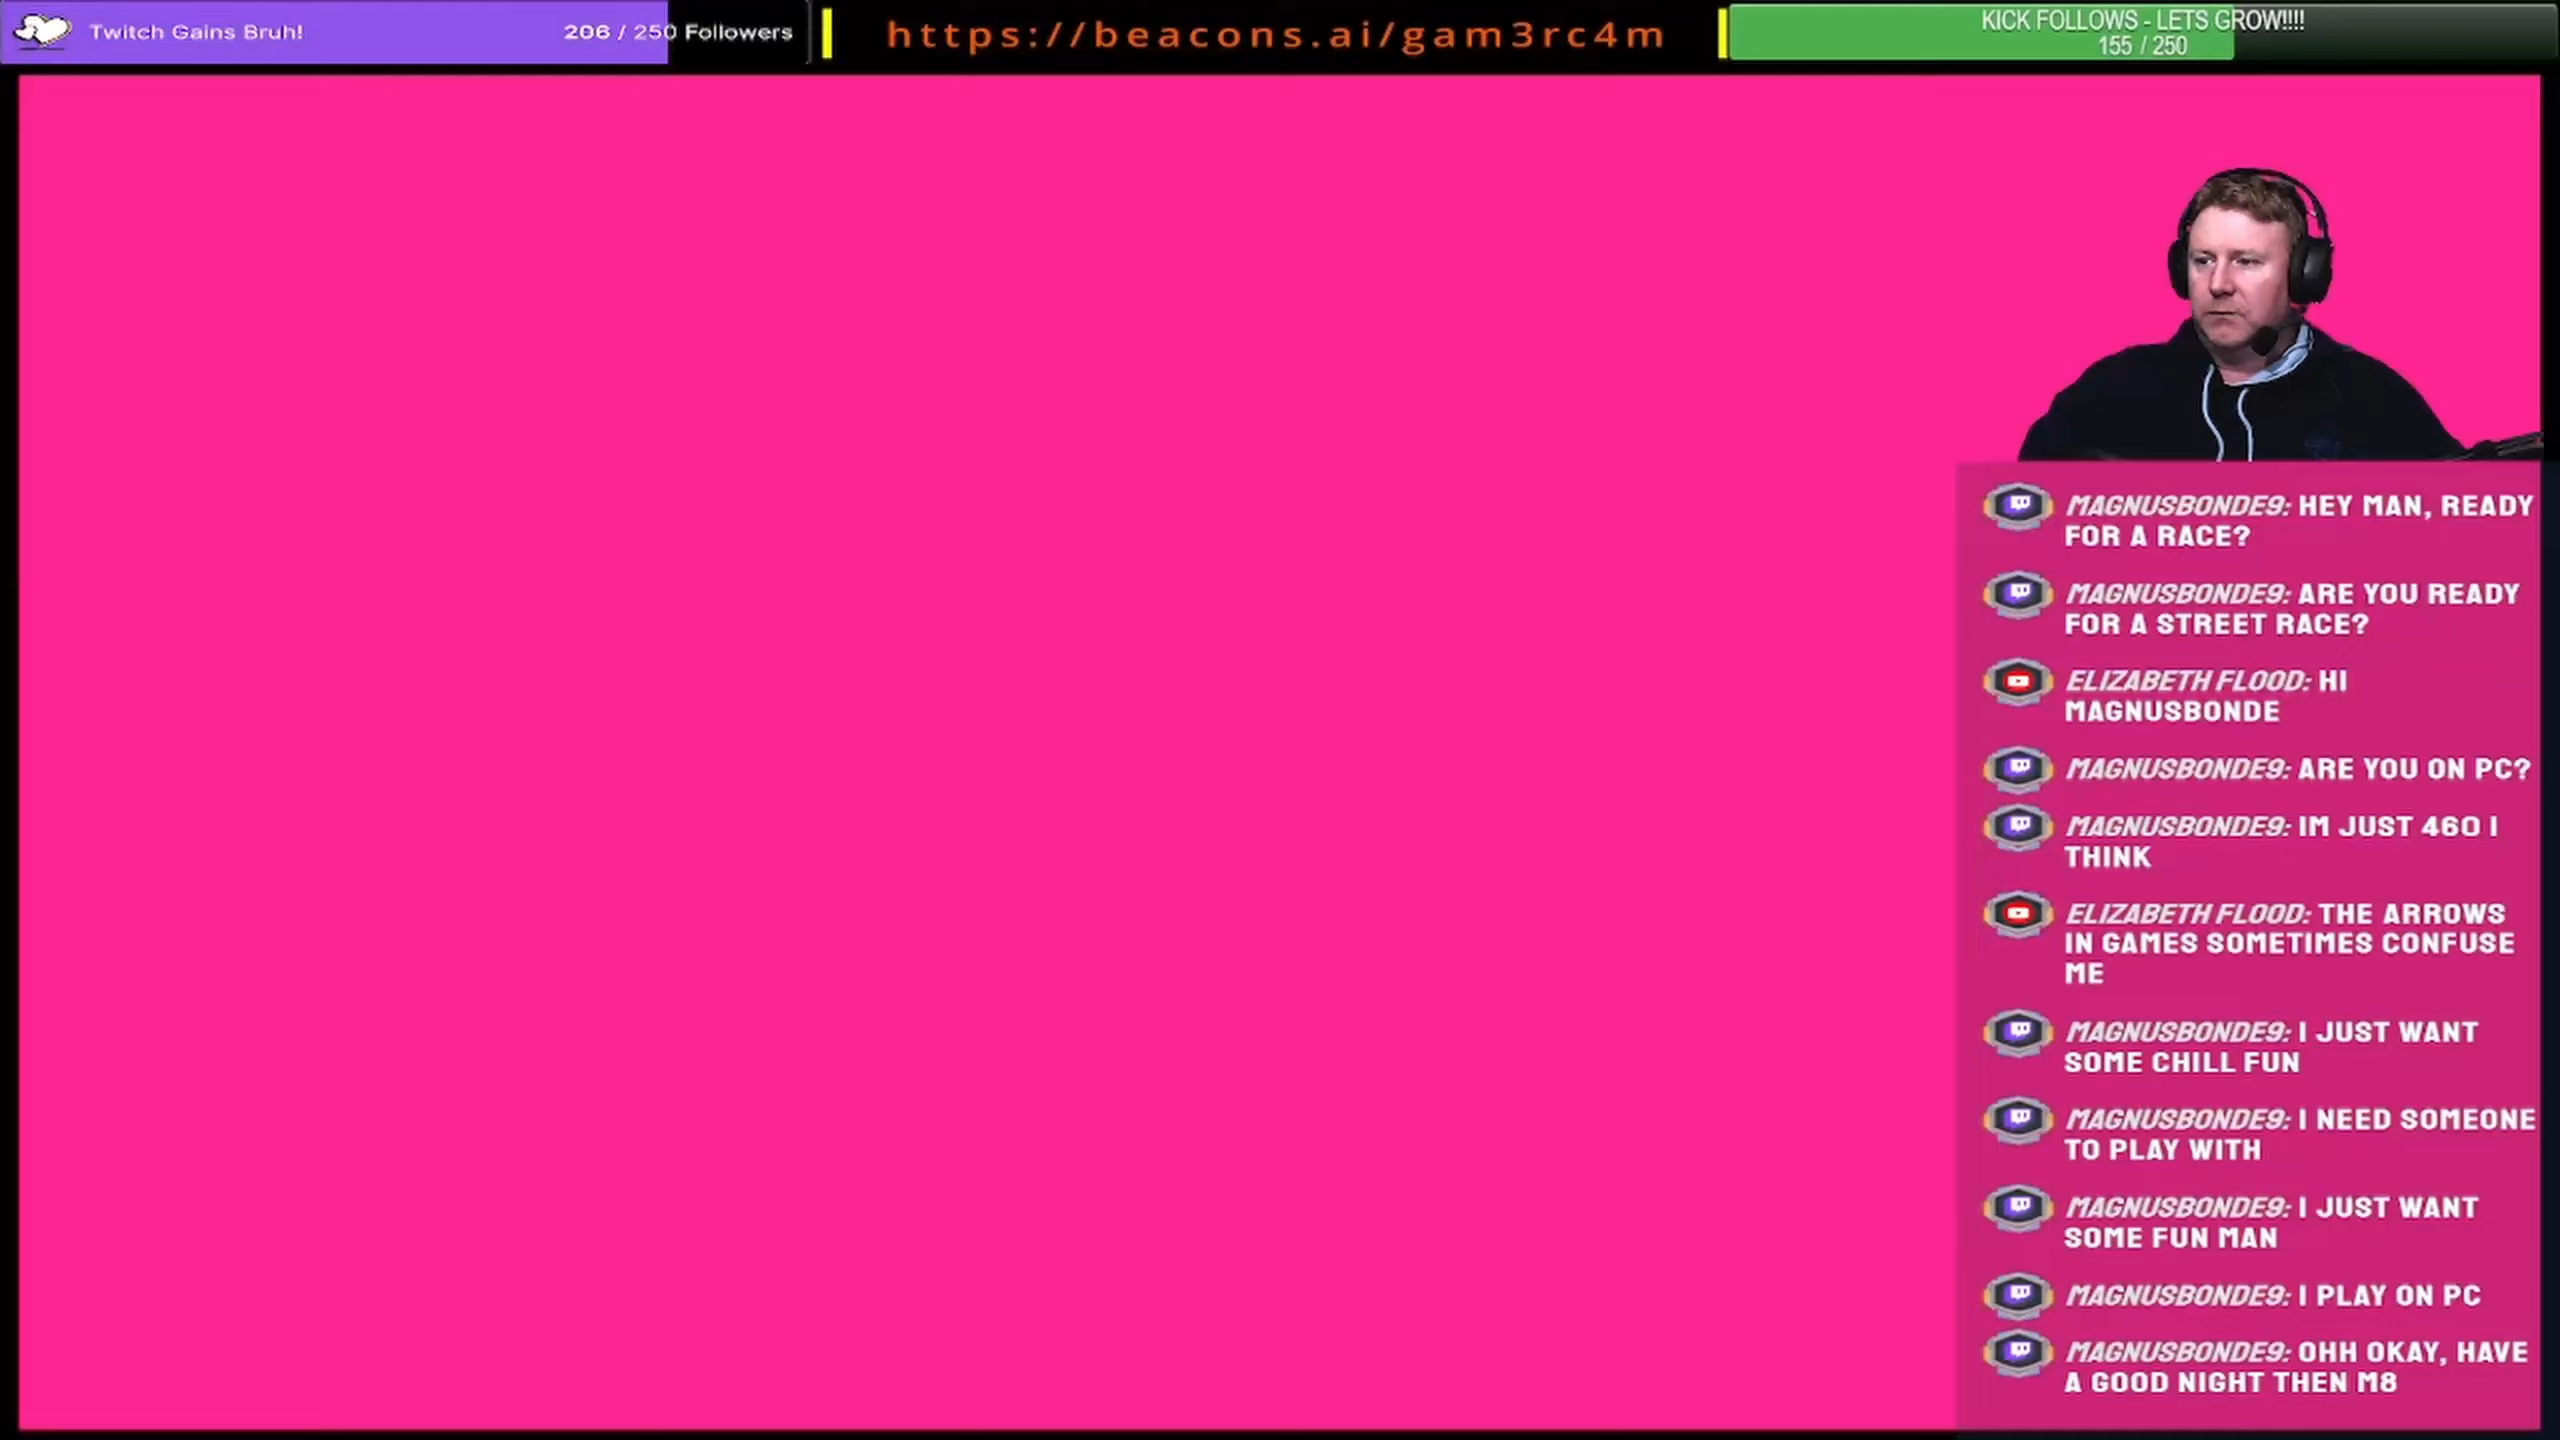 Twitch Gains Bruh!
206 / 250 Followers
https://beacons.ai/gam3rc4m
KICK FOLLOWS - LETS GROW!!!!
155 / 250
MAGNUSBONDE9: HEY MAN, READY
FOR A RACE?
MAGNUSBONDE9: ARE YOU READY
FOR A STREET RACE?
ELIZABETH FLOOD: HI
MAGNUSBONDE
MAGNUSBONDE9: ARE YOU ON PC?
MAGNUSBONDE9: IM JUST 460 I
THINK
ELIZABETH FLOOD: THE ARROWS
IN GAMES SOMETIMES CONFUSE
ME
MAGNUSBONDE9: I JUST WANT
SOME CHILL FUN
MAGNUSBONDE9: I NEED SOMEONE
TO PLAY WITH
MAGNUSBONDE9: I JUST WANT
SOME FUN MAN
MAGNUSBONDE9: I PLAY ON PC
MAGNUSBONDE9: OHH OKAY, HAVE
A GOOD NIGHT THEN M8